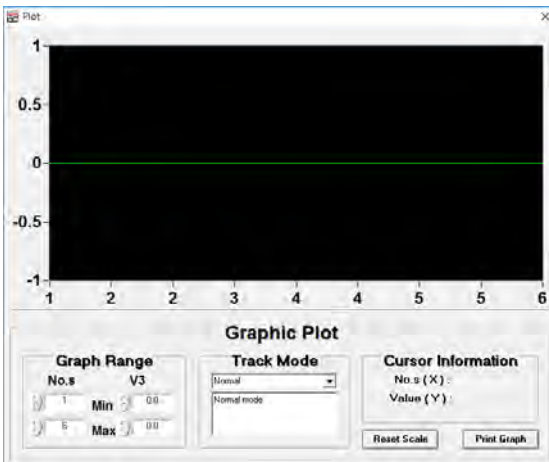 Plot
1
0.5
0
-0.5
-1
1 2 2 3 4 4 5 5 6
Graphic Plot
Graph Range
No.s V3
1 Min 0.0
6 Max 0.0
Track Mode
Normal
Normal mode
Cursor Information
No.s ( X ) :
Value ( Y ) :
Reset Scale Print Graph